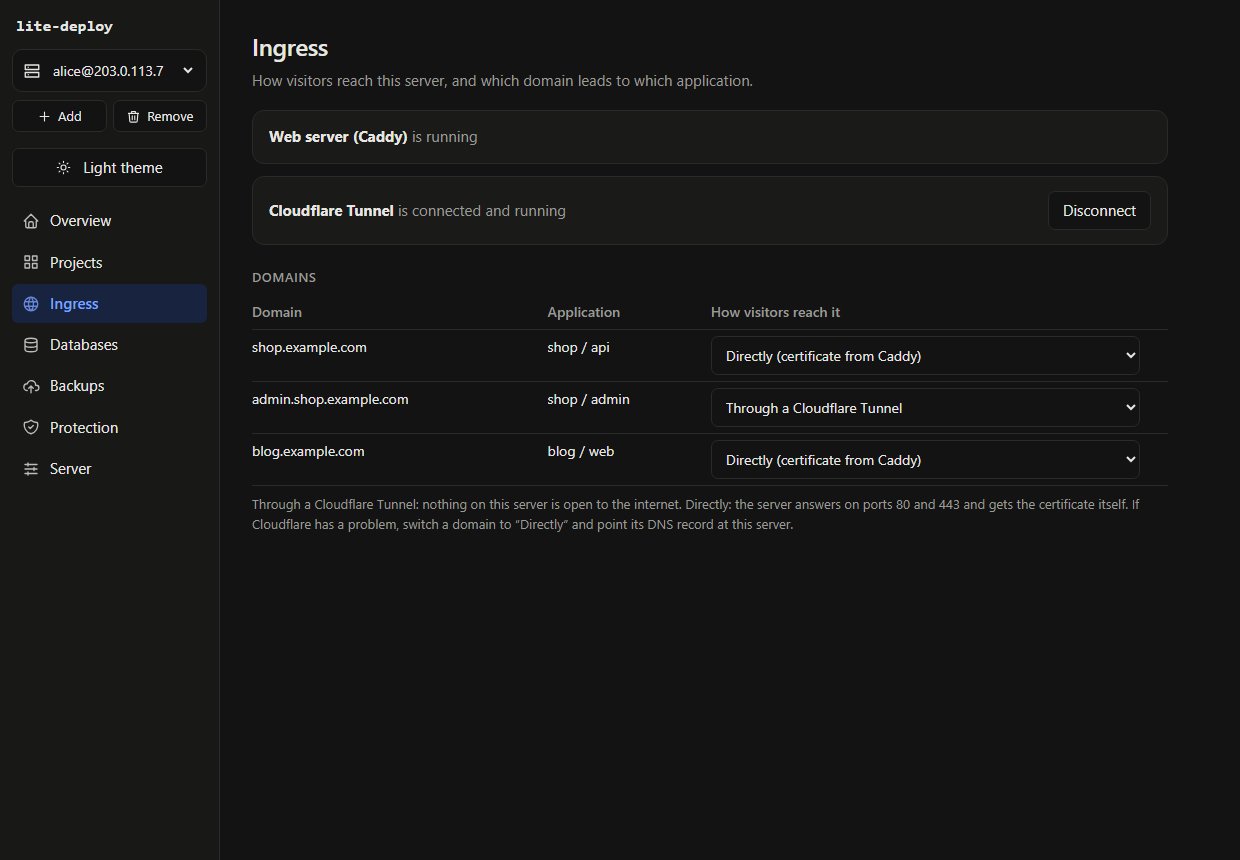 lite-deploy
alice@203.0.113.7
Add
Remove
Light theme
Overview
Projects
Ingress
Databases
Backups
Protection
Server
Ingress
How visitors reach this server, and which domain leads to which application.
Web server (Caddy) is running
Cloudflare Tunnel is connected and running
Disconnect
DOMAINS
Domain Application How visitors reach it
shop.example.com shop / api Directly (certificate from Caddy)
admin.shop.example.com shop / admin Through a Cloudflare Tunnel
blog.example.com blog / web Directly (certificate from Caddy)
Through a Cloudflare Tunnel: nothing on this server is open to the internet. Directly: the server answers on ports 80 and 443 and gets the certificate itself. If
Cloudflare has a problem, switch a domain to “Directly” and point its DNS record at this server.